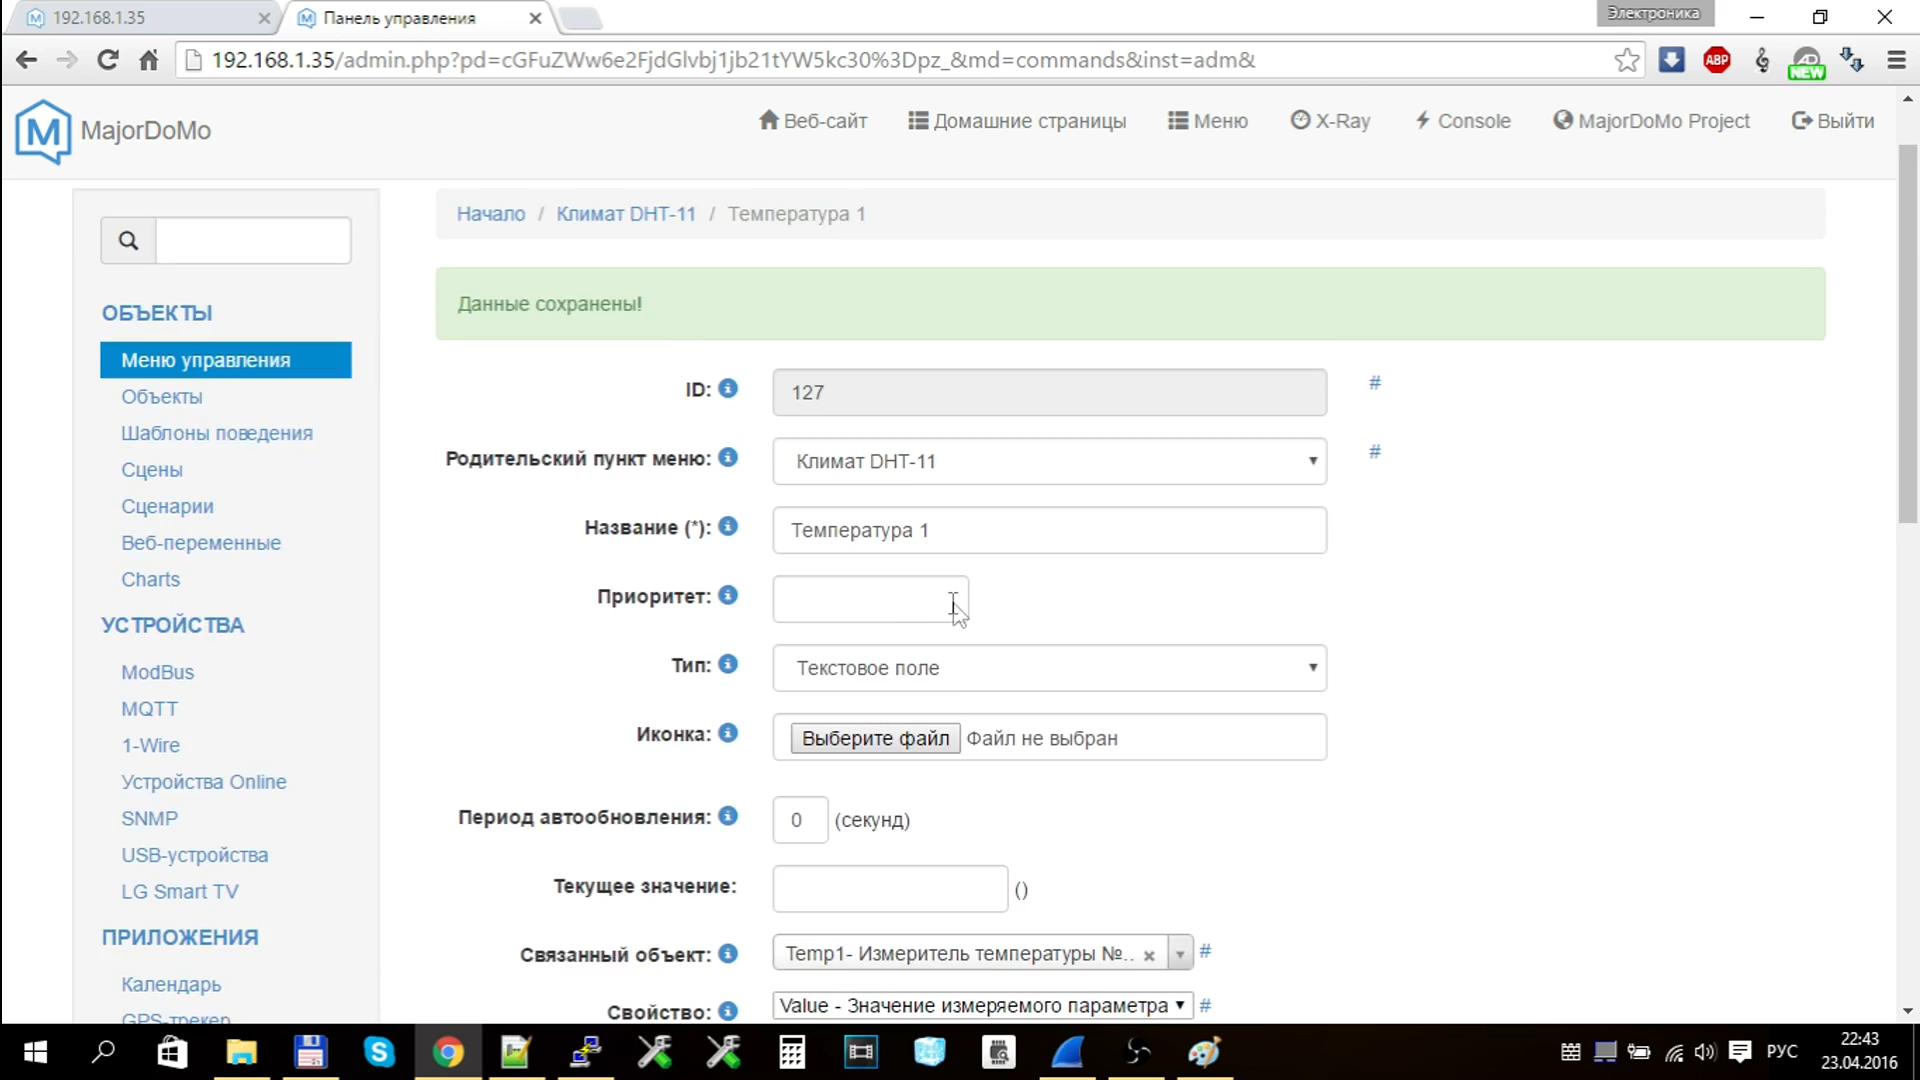 192.168.1.35
Панель управления
Электроника
192.168.1.35/admin.php?pd=cGFuZWw6e2FjdGlvbj1jb21tYW5kc30%3Dpz_&md=commands&inst=adm&
ABP
NEW
MajorDoMo
Веб-сайт
Домашние страницы
Меню
X-Ray
Console
MajorDoMo Project
Выйти
Начало / Климат DHT-11 / Температура 1
Данные сохранены!
ОБЪЕКТЫ
Меню управления
Объекты
Шаблоны поведения
Сцены
Сценарии
Веб-переменные
Charts
УСТРОЙСТВА
ModBus
MQTT
1-Wire
Устройства Online
SNMP
USB-устройства
LG Smart TV
ПРИЛОЖЕНИЯ
Календарь
GPS-трекер
ID: 127 #
Родительский пункт меню: Климат DHT-11 #
Название (*): Температура 1
Приоритет:
Тип: Текстовое поле
Иконка: Выберите файл Файл не выбран
Период автообновления: 0 (секунд)
Текущее значение: ()
Связанный объект: Temp1- Измеритель температуры №.. × #
Свойство: Value - Значение измеряемого параметра #
РУС
22:43
23.04.2016